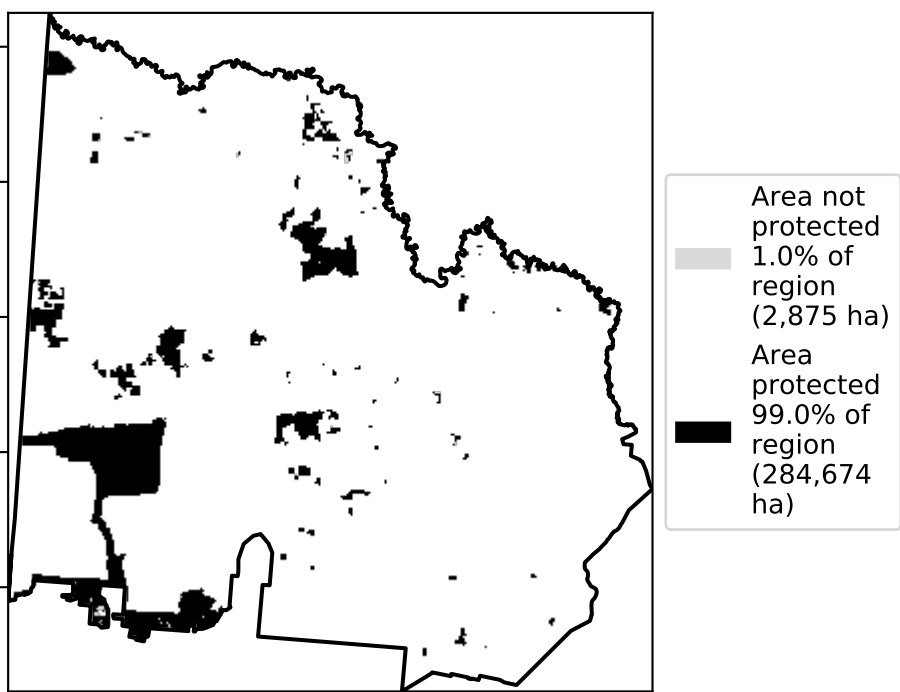 Area not
protected
1.0% of
region
(2,875 ha)
Area
protected
99.0% of
region
(284,674
ha)